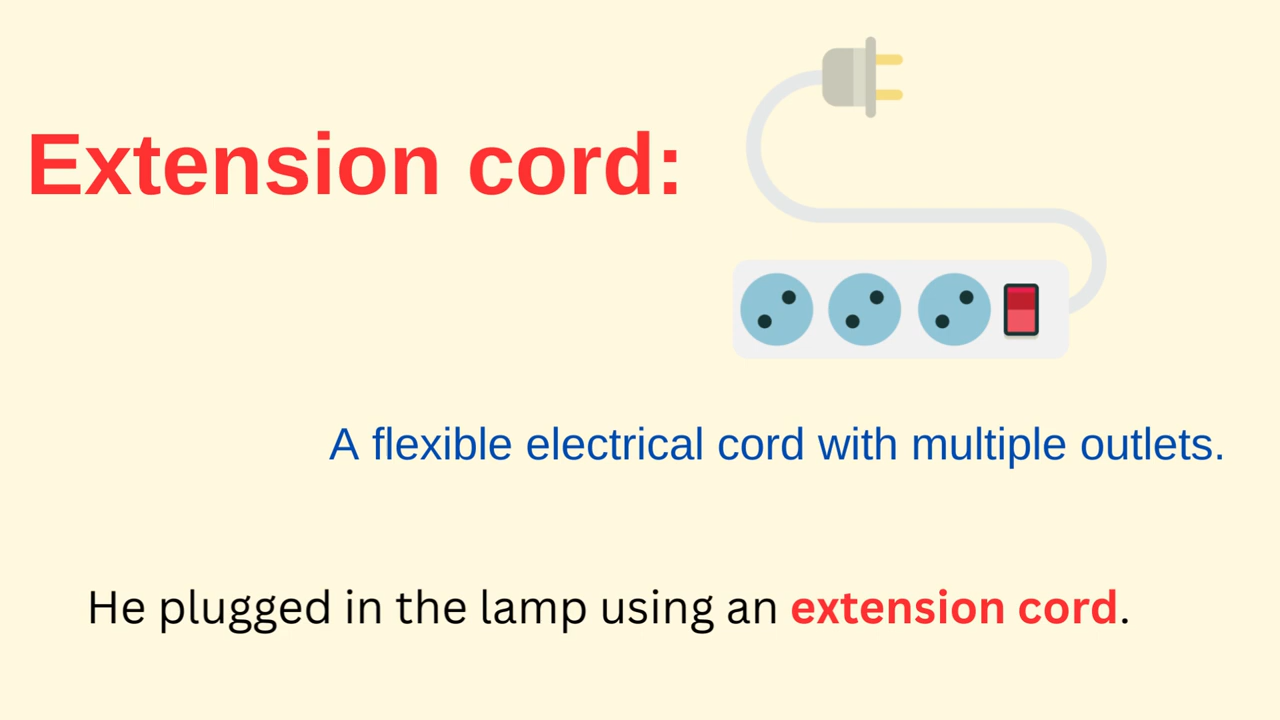 Extension cord:
A flexible electrical cord with multiple outlets.
He plugged in the lamp using an extension cord.